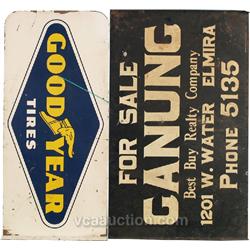 GOOD YEAR
TIRES
FOR SALE
GANUNG
Best Buy Realty Company
1201 W. WATER ELMIRA
PHONE 5135
vcaauction.com